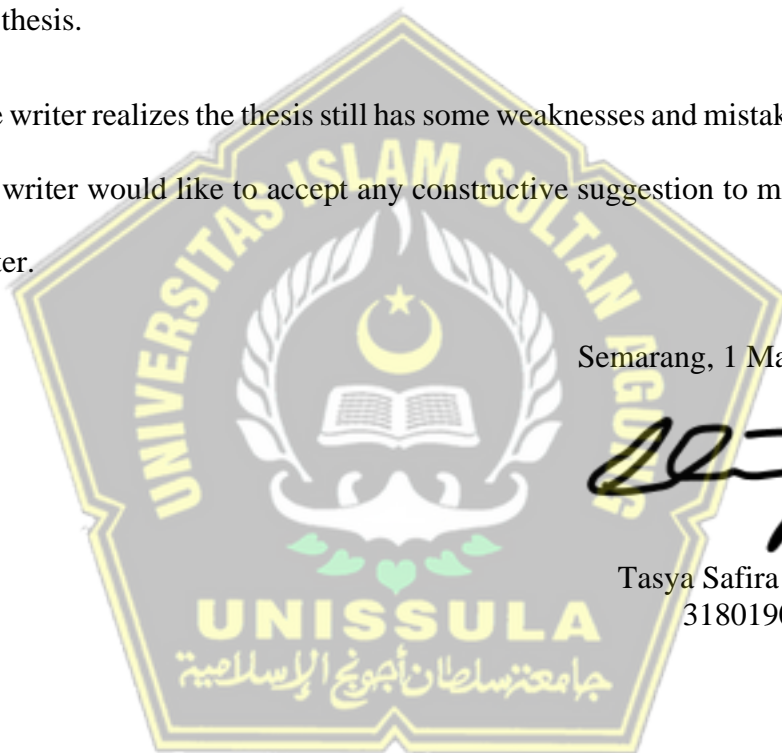 thesis.
e writer realizes the thesis still has some weaknesses and mistak
writer would like to accept any constructive suggestion to m
ter.
UNIVERSITAS ISLAM SULTAN AGUNG
Semarang, 1 Ma
Tasya Safira
3180190
UNISSULA
جامعة سلطان أجونج الإسلامية